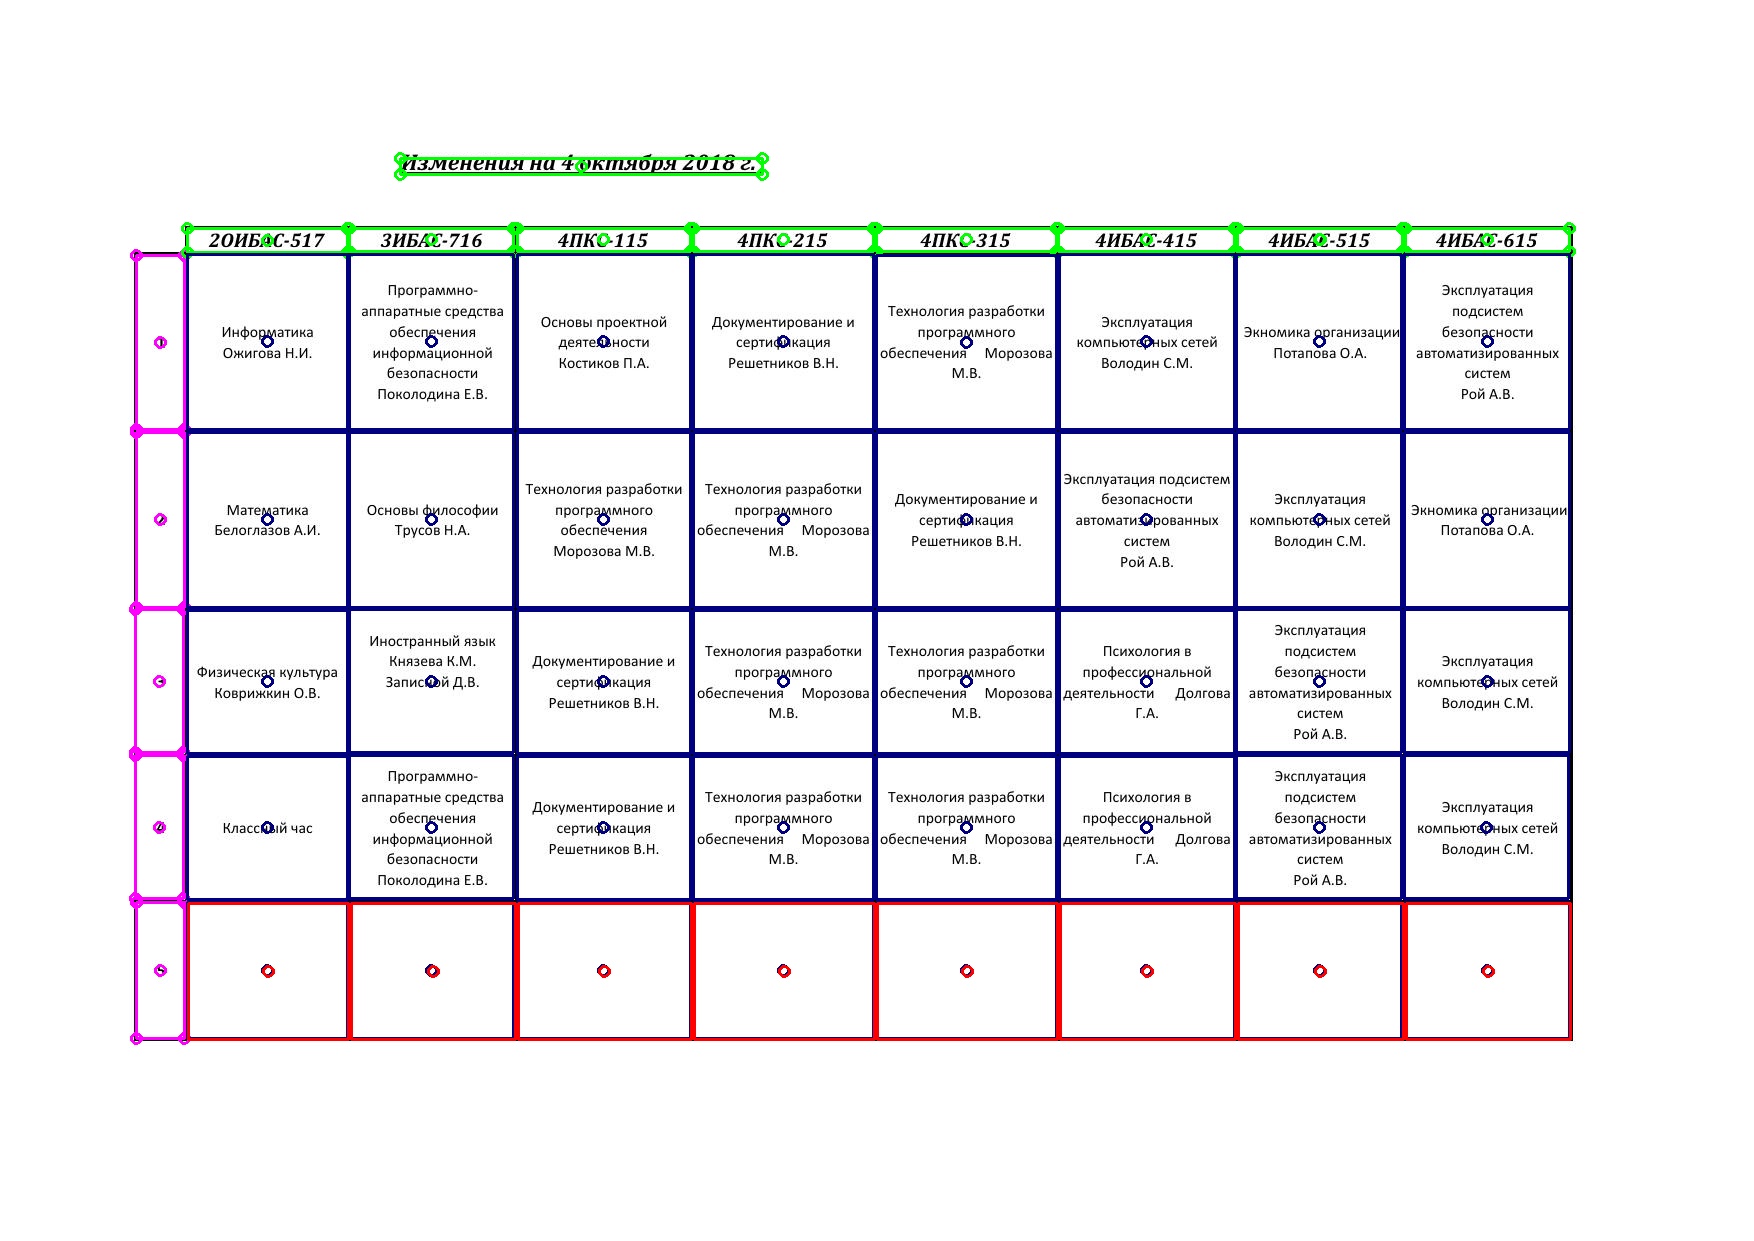 Изменения на 4 октября 2018 г.
2ОИБАС-517 3ИБАС-716 4ПКС-115 4ПКС-215 4ПКС-315 4ИБАС-415 4ИБАС-515 4ИБАС-615
Информатика
Ожигова Н.И.
Программно-
аппаратные средства
обеспечения
информационной
безопасности
Поколодина Е.В.
Основы проектной
деятельности
Костиков П.А.
Документирование и
сертификация
Решетников В.Н.
Технология разработки
программного
обеспечения Морозова
М.В.
Эксплуатация
компьютерных сетей
Володин С.М.
Экномика организации
Потапова О.А.
Эксплуатация
подсистем
безопасности
автоматизированных
систем
Рой А.В.
Математика
Белоглазов А.И.
Основы философии
Трусов Н.А.
Технология разработки
программного
обеспечения
Морозова М.В.
Технология разработки
программного
обеспечения Морозова
М.В.
Документирование и
сертификация
Решетников В.Н.
Эксплуатация подсистем
безопасности
автоматизированных
систем
Рой А.В.
Эксплуатация
компьютерных сетей
Володин С.М.
Экномика организации
Потапова О.А.
Физическая культура
Коврижкин О.В.
Иностранный язык
Князева К.М.
Записной Д.В.
Документирование и
сертификация
Решетников В.Н.
Технология разработки
программного
обеспечения Морозова
М.В.
Технология разработки
программного
обеспечения Морозова
М.В.
Психология в
профессиональной
деятельности Долгова
Г.А.
Эксплуатация
подсистем
безопасности
автоматизированных
систем
Рой А.В.
Эксплуатация
компьютерных сетей
Володин С.М.
Классный час
Программно-
аппаратные средства
обеспечения
информационной
безопасности
Поколодина Е.В.
Документирование и
сертификация
Решетников В.Н.
Технология разработки
программного
обеспечения Морозова
М.В.
Технология разработки
программного
обеспечения Морозова
М.В.
Психология в
профессиональной
деятельности Долгова
Г.А.
Эксплуатация
подсистем
безопасности
автоматизированных
систем
Рой А.В.
Эксплуатация
компьютерных сетей
Володин С.М.